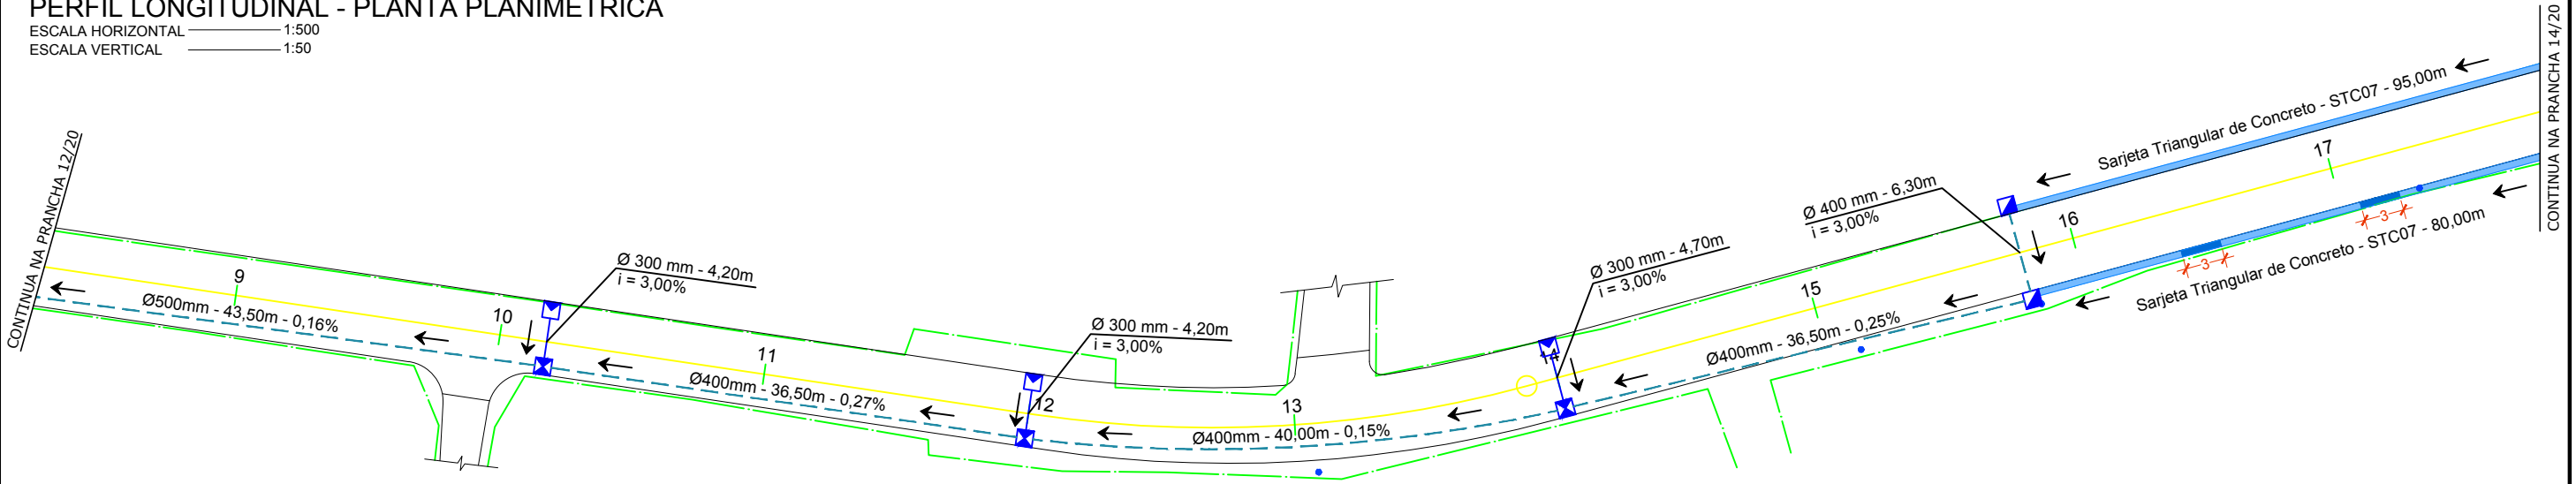 PERFIL LONGITUDINAL - PLANTA PLANIMÉTRICA
ESCALA HORIZONTAL 1:500
ESCALA VERTICAL 1:50
CONTINUA NA PRANCHA 12/20
9
Ø500mm - 43,50m - 0,16%
10
Ø 300 mm - 4,20m
i = 3,00%
11
Ø400mm - 36,50m - 0,27%
Ø 300 mm - 4,20m
i = 3,00%
12
13
Ø400mm - 40,00m - 0,15%
14
Ø 300 mm - 4,70m
i = 3,00%
15
Ø400mm - 36,50m - 0,25%
Ø 400 mm - 6,30m
i = 3,00%
16
17
Sarjeta Triangular de Concreto - STC07 - 95,00m
3
3
Sarjeta Triangular de Concreto - STC07 - 80,00m
CONTINUA NA PRANCHA 14/20